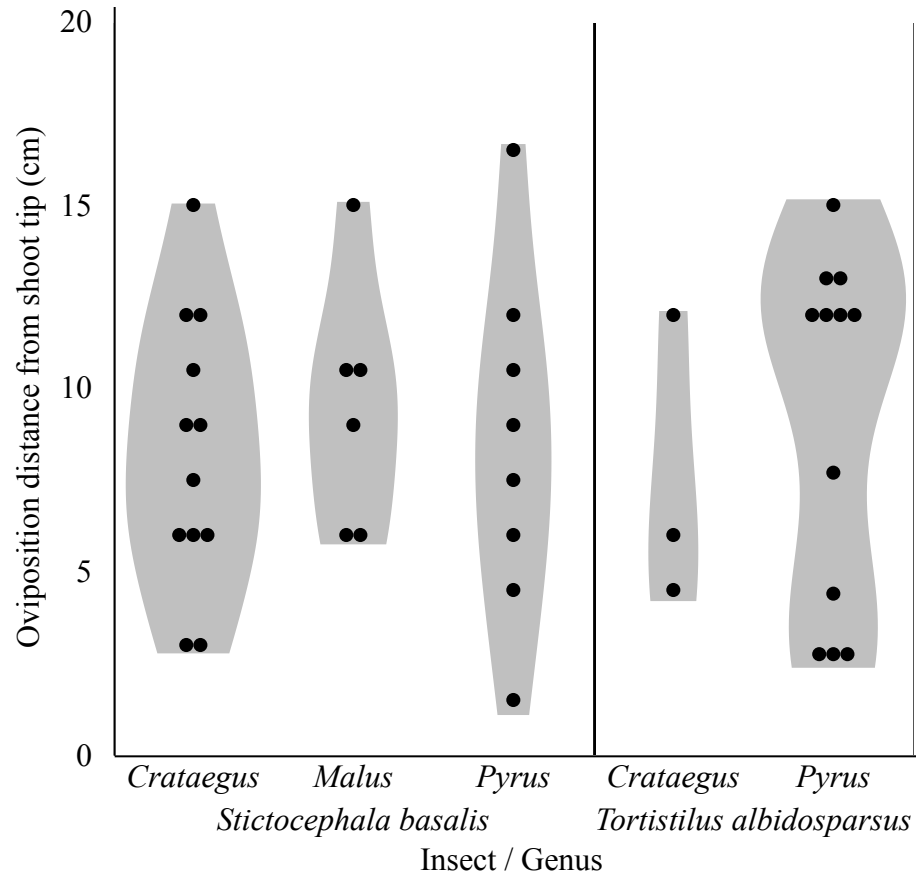 20
15
10
5
0
Oviposition distance from shoot tip (cm)
Crataegus Malus Pyrus Crataegus Pyrus
Stictocephala basalis Tortistilus albidosparsus
Insect / Genus